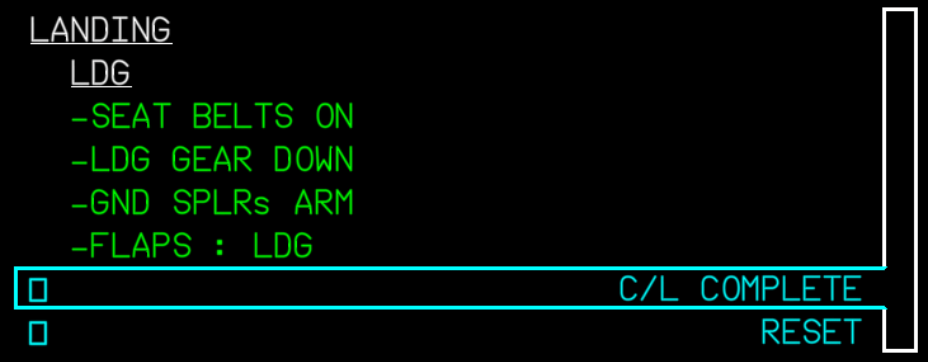 LANDING
LDG
-SEAT BELTS ON
-LDG GEAR DOWN
-GND SPLRs ARM
-FLAPS : LDG
C/L COMPLETE
RESET